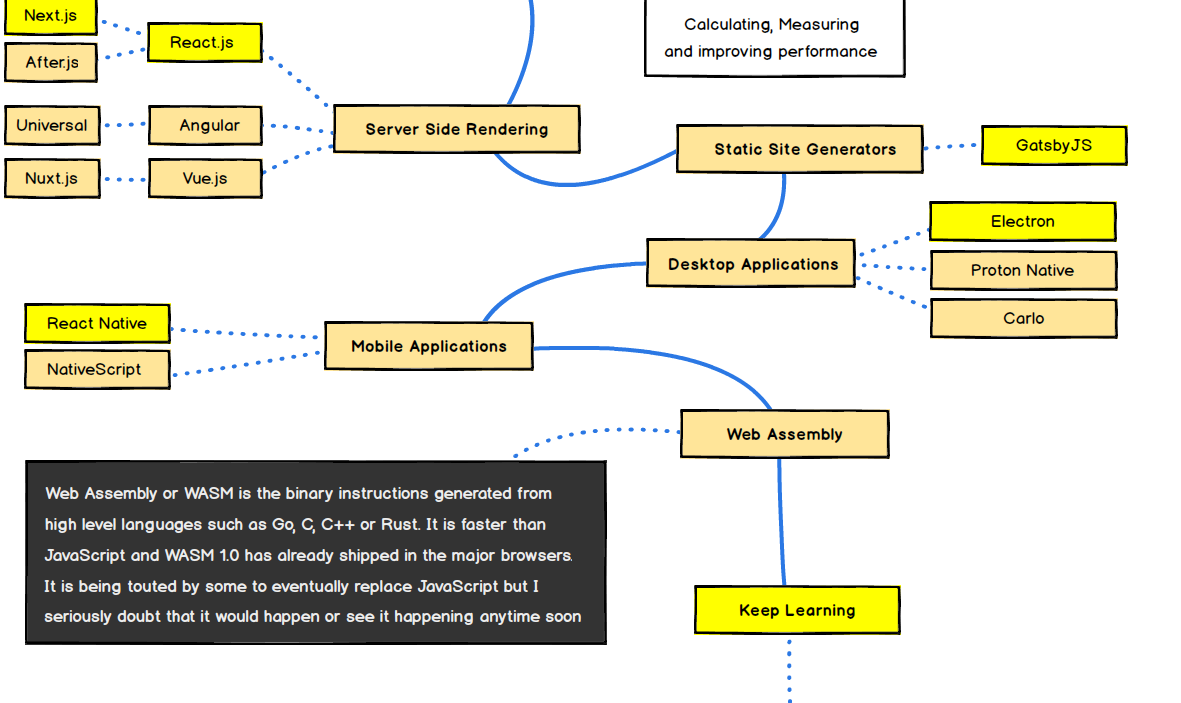 Next.js
React.js
After.js
Calculating, Measuring
and improving performance
Universal
Angular
Server Side Rendering
Nuxt.js
Vue.js
Static Site Generators
GatsbyJS
Electron
Desktop Applications
Proton Native
Carlo
React Native
Mobile Applications
NativeScript
Web Assembly
Web Assembly or WASM is the binary instructions generated from
high level languages such as Go, C, C++ or Rust. It is faster than
JavaScript and WASM 1.0 has already shipped in the major browsers.
It is being touted by some to eventually replace JavaScript but I
seriously doubt that it would happen or see it happening anytime soon
Keep Learning